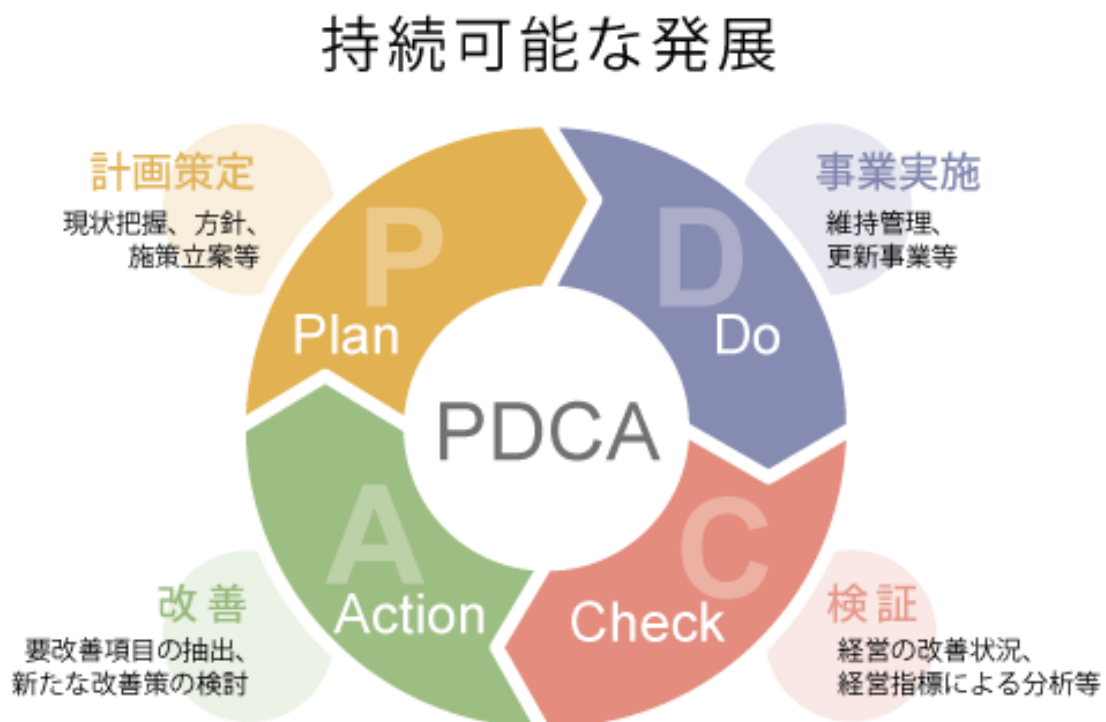 持続可能な発展
計画策定
現状把握、方針、
施策立案等
P
Plan
事業実施
維持管理、
更新事業等
D
Do
PDCA
検証
経営の改善状況、
経営指標による分析等
C
Check
改善
要改善項目の抽出、
新たな改善策の検討
A
Action